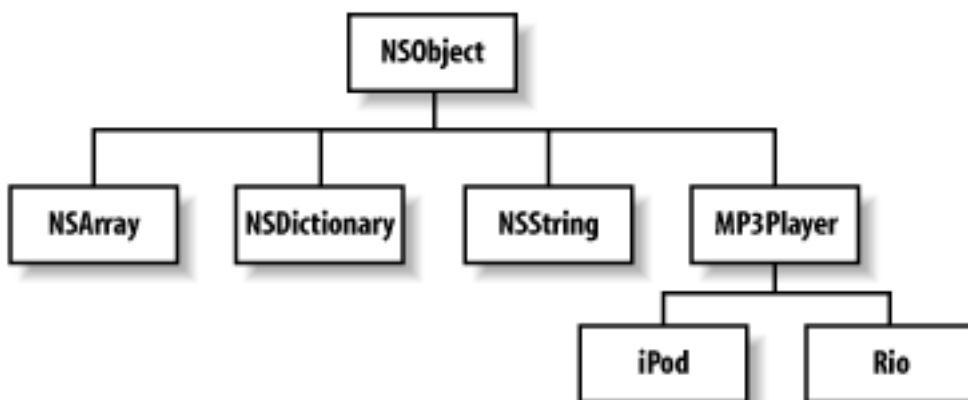 NSObject
NSArray
NSDictionary
NSString
MP3Player
iPod
Rio